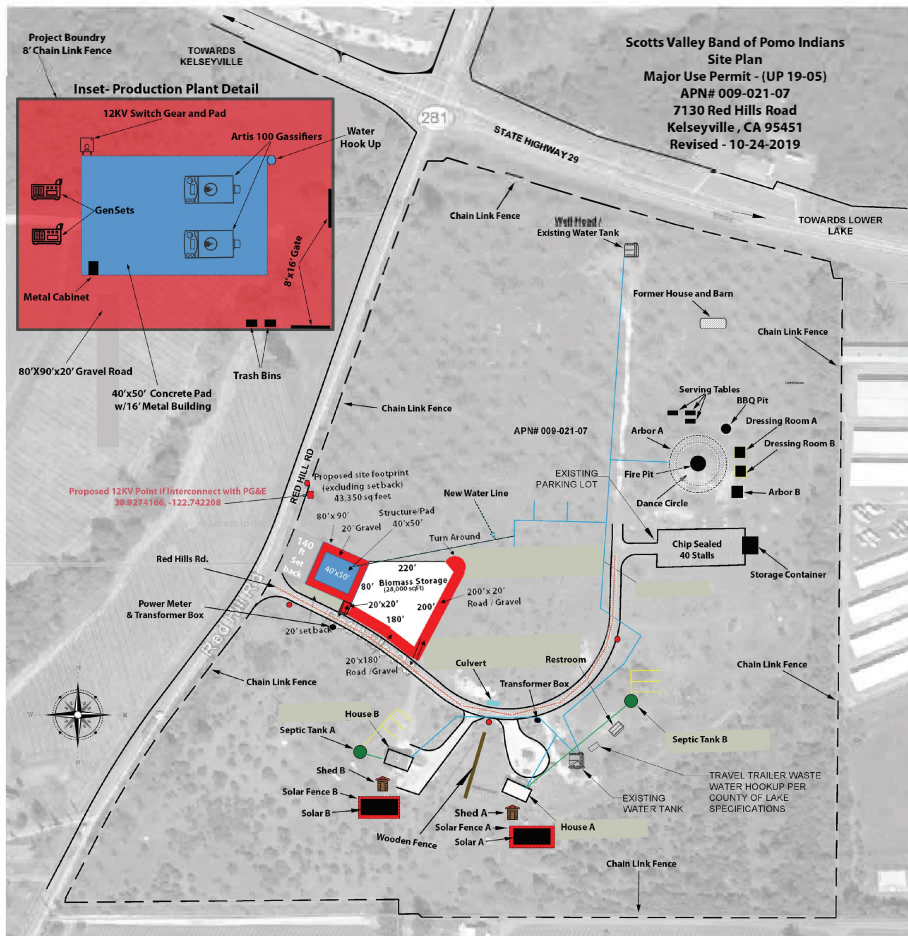 Project Boundry
8' Chain Link Fence
TOWARDS
KELSEYVILLE
Scotts Valley Band of Pomo Indians
Site Plan
Major Use Permit - (UP 19-05)
APN# 009-021-07
7130 Red Hills Road
Kelseyville , CA 95451
Revised - 10-24-2019
Inset- Production Plant Detail
12KV Switch Gear and Pad
Artis 100 Gassifiers
Water
Hook Up
GenSets
8'x16' Gate
Metal Cabinet
80'X90'x20' Gravel Road
40'x50' Concrete Pad
w/16' Metal Building
Trash Bins
281
STATE HIGHWAY 29
TOWARDS LOWER
LAKE
Chain Link Fence
Well Head /
Existing Water Tank
Former House and Barn
Chain Link Fence
Chain Link Fence
Serving Tables
BBQ Pit
Dressing Room A
Dressing Room B
Arbor A
Fire Pit
Dance Circle
Arbor B
APN# 009-021-07
EXISTING
PARKING LOT
RED HILL RD
Proposed site footprint
(excluding set back)
43,350 sq feet
Proposed 12KV Point if Interconnect with PG&E
38.9274166, -122.742208
New Water Line
Structure/Pad
40'x50'
80' x 90'
20' Gravel
Turn Around
Chip Sealed
40 Stalls
Storage Container
140
ft
Set
back
Red Hills Rd.
40'x50'
220'
80'
Biomass Storage
(28,000 sqft)
200' x 20'
Road / Gravel
200'
20'x20'
180'
Power Meter
& Transformer Box
20' set back
Red Hill Rd
20'x180'
Road /Gravel
Culvert
Restroom
Transformer Box
Chain Link Fence
Chain Link Fence
N
W
E
S
House B
Septic Tank A
Septic Tank B
Shed B
Solar Fence B
Solar B
Wooden Fence
Shed A
Solar Fence A
Solar A
House A
EXISTING
WATER TANK
TRAVEL TRAILER WASTE
WATER HOOKUP PER
COUNTY OF LAKE
SPECIFICATIONS
Chain Link Fence